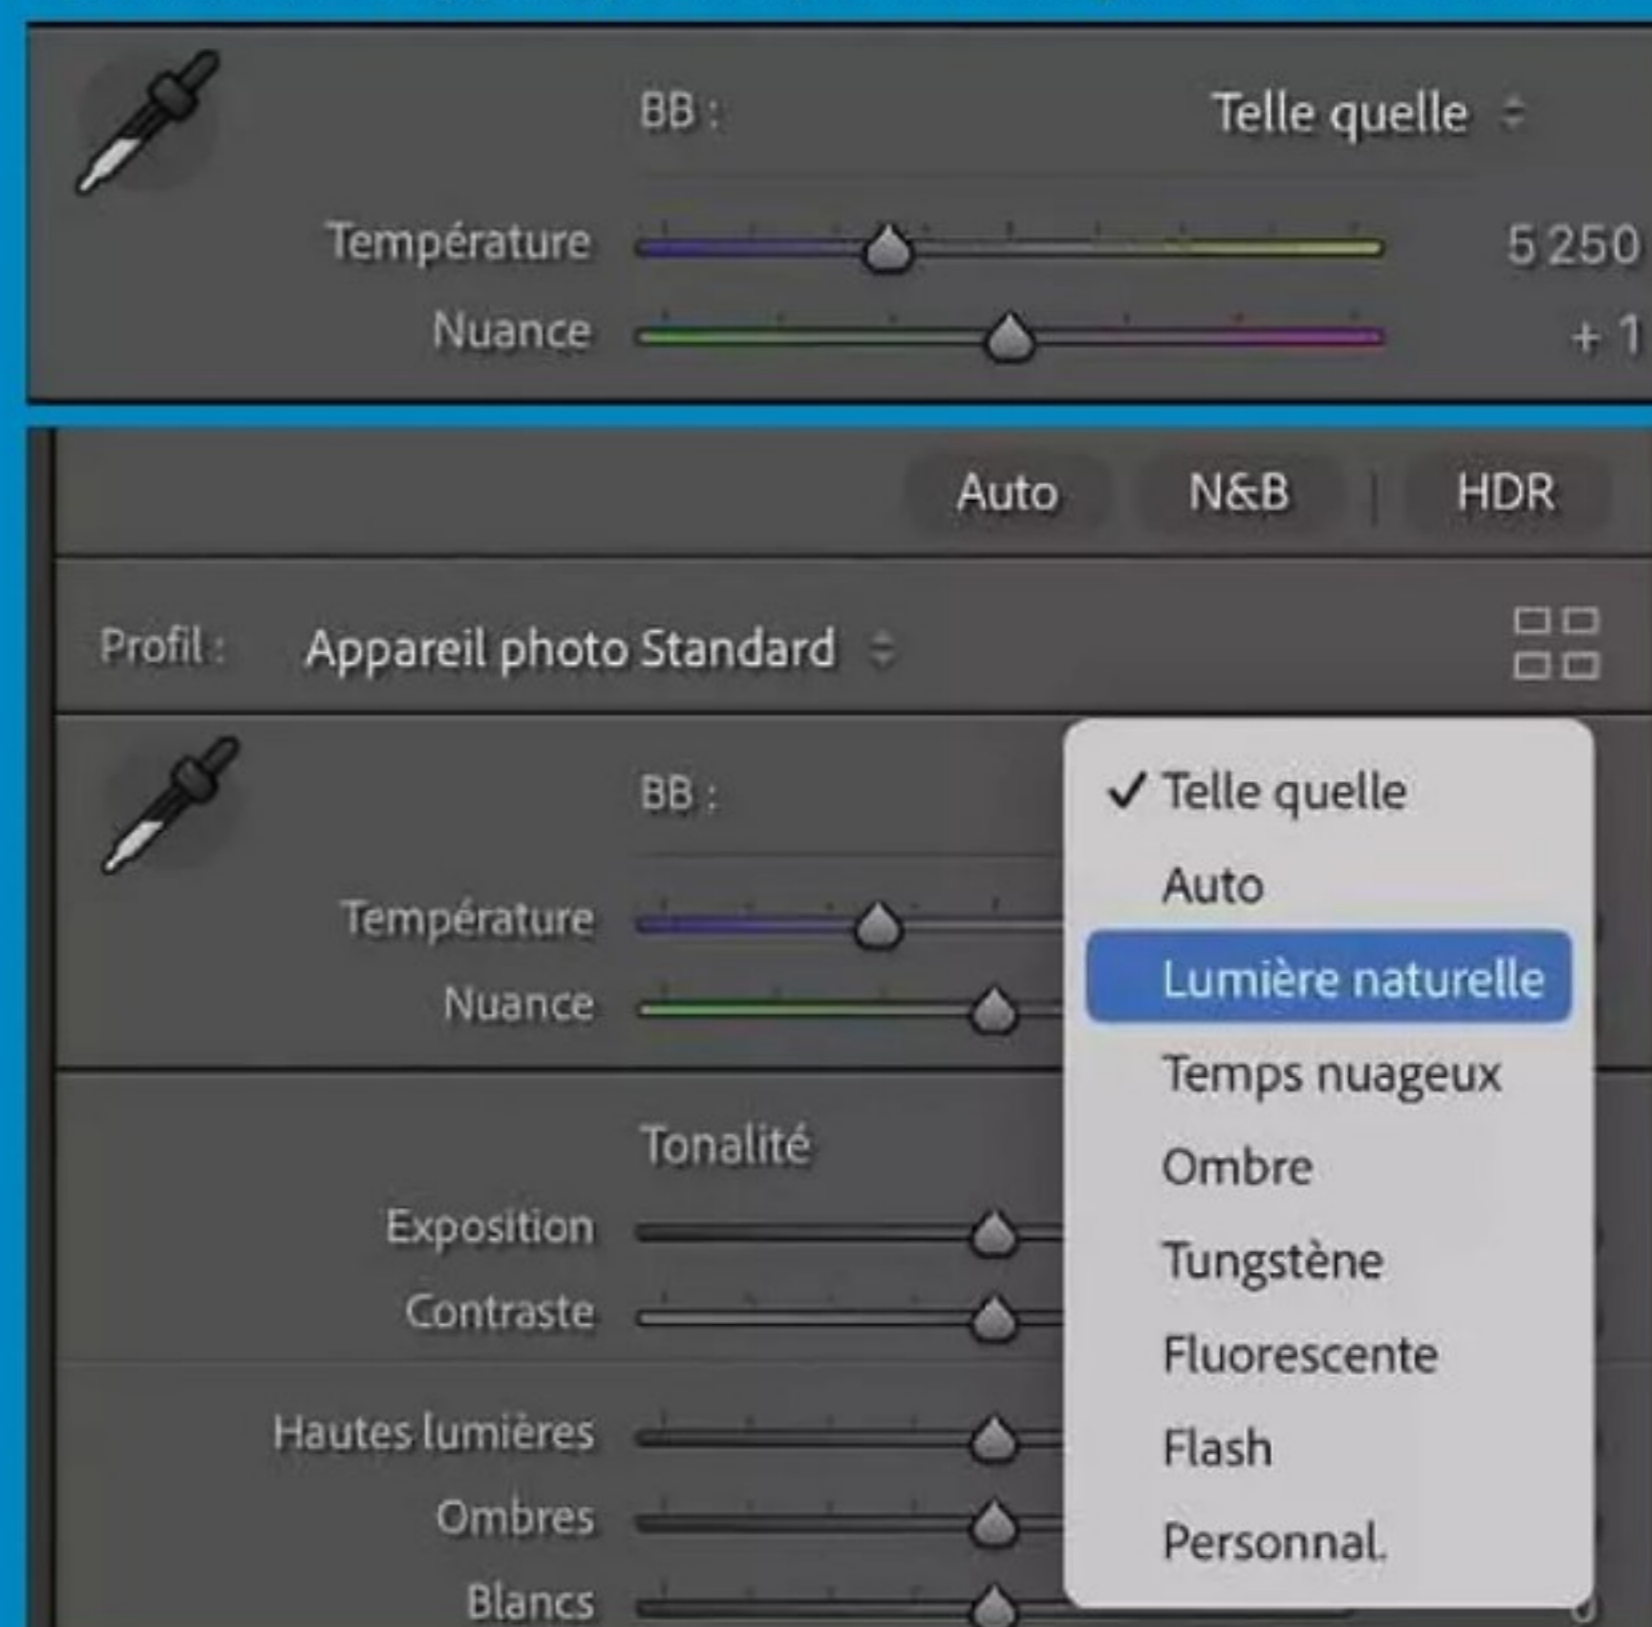 BB :
Telle quelle
Température
5 250
Nuance
+ 1
Auto
N&B
HDR
Profil :
Appareil photo Standard
BB :
Température
Nuance
Tonalité
Exposition
Contraste
Hautes lumières
Ombres
Blancs
✓ Telle quelle
Auto
Lumière naturelle
Temps nuageux
Ombre
Tungstène
Fluorescente
Flash
Personnal.